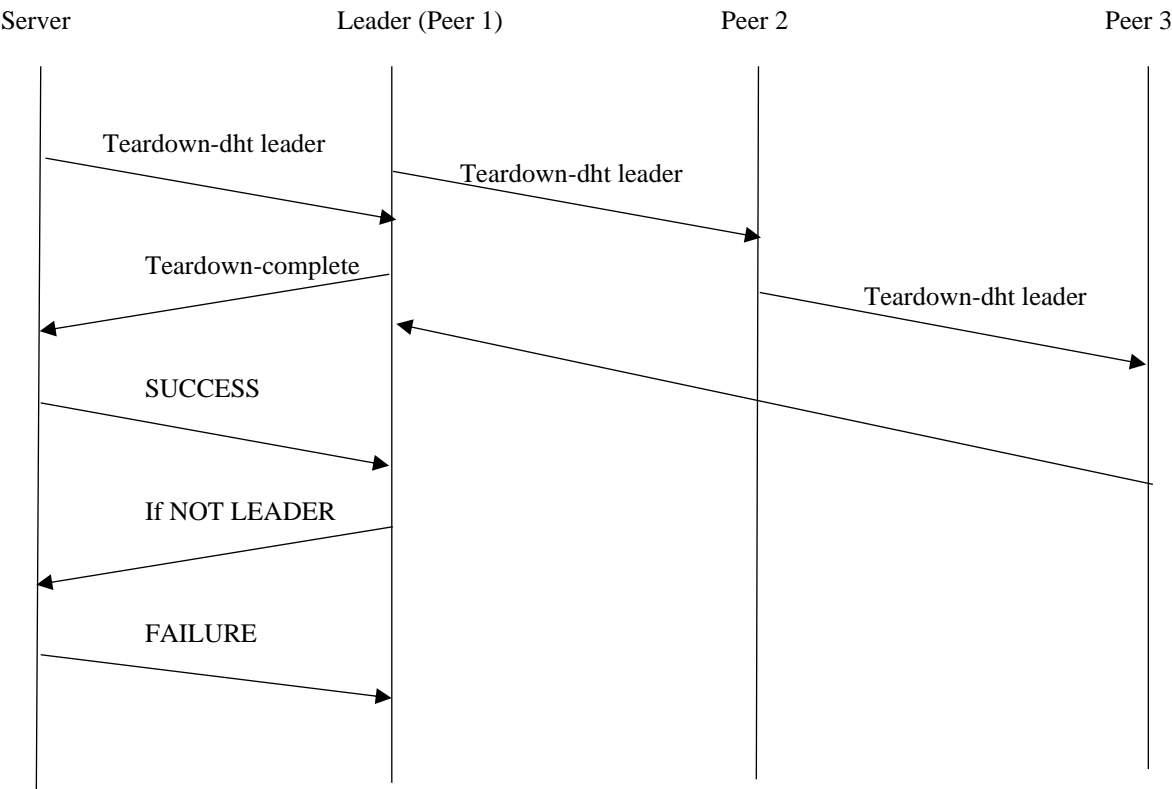 Server
Leader (Peer 1)
Peer 2
Peer 3
Teardown-dht leader
Teardown-dht leader
Teardown-complete
Teardown-dht leader
SUCCESS
If NOT LEADER
FAILURE